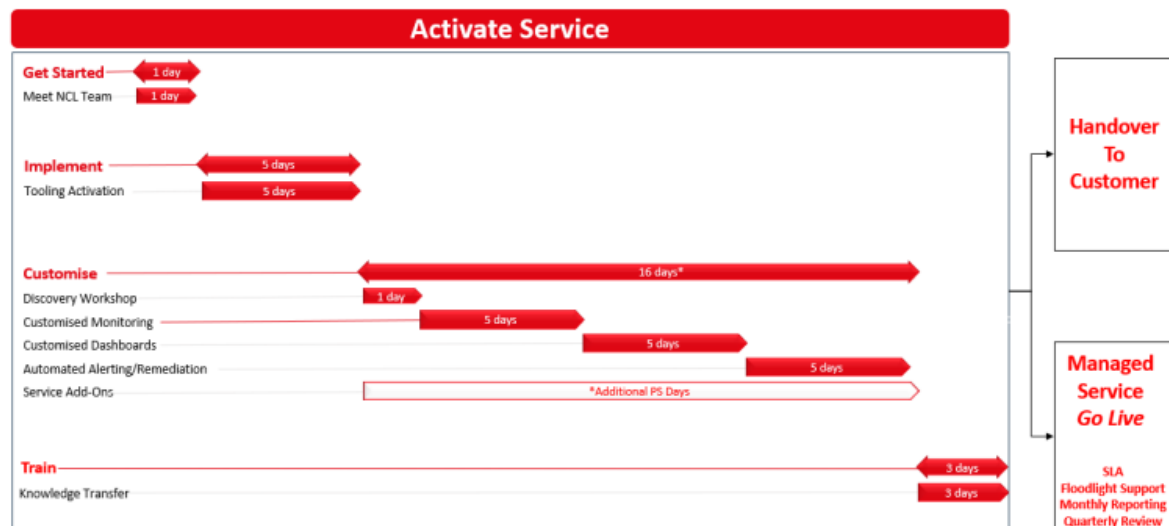 Activate Service
Get Started
1 day
Meet NCL Team
1 day
Implement
5 days
Tooling Activation
5 days
Customise
16 days*
Discovery Workshop
1 day
Customised Monitoring
5 days
Customised Dashboards
5 days
Automated Alerting/Remediation
5 days
Service Add-Ons
*Additional PS Days
Train
3 days
Knowledge Transfer
3 days
Handover
To
Customer
Managed
Service
Go Live
SLA
Floodlight Support
Monthly Reporting
Quarterly Review